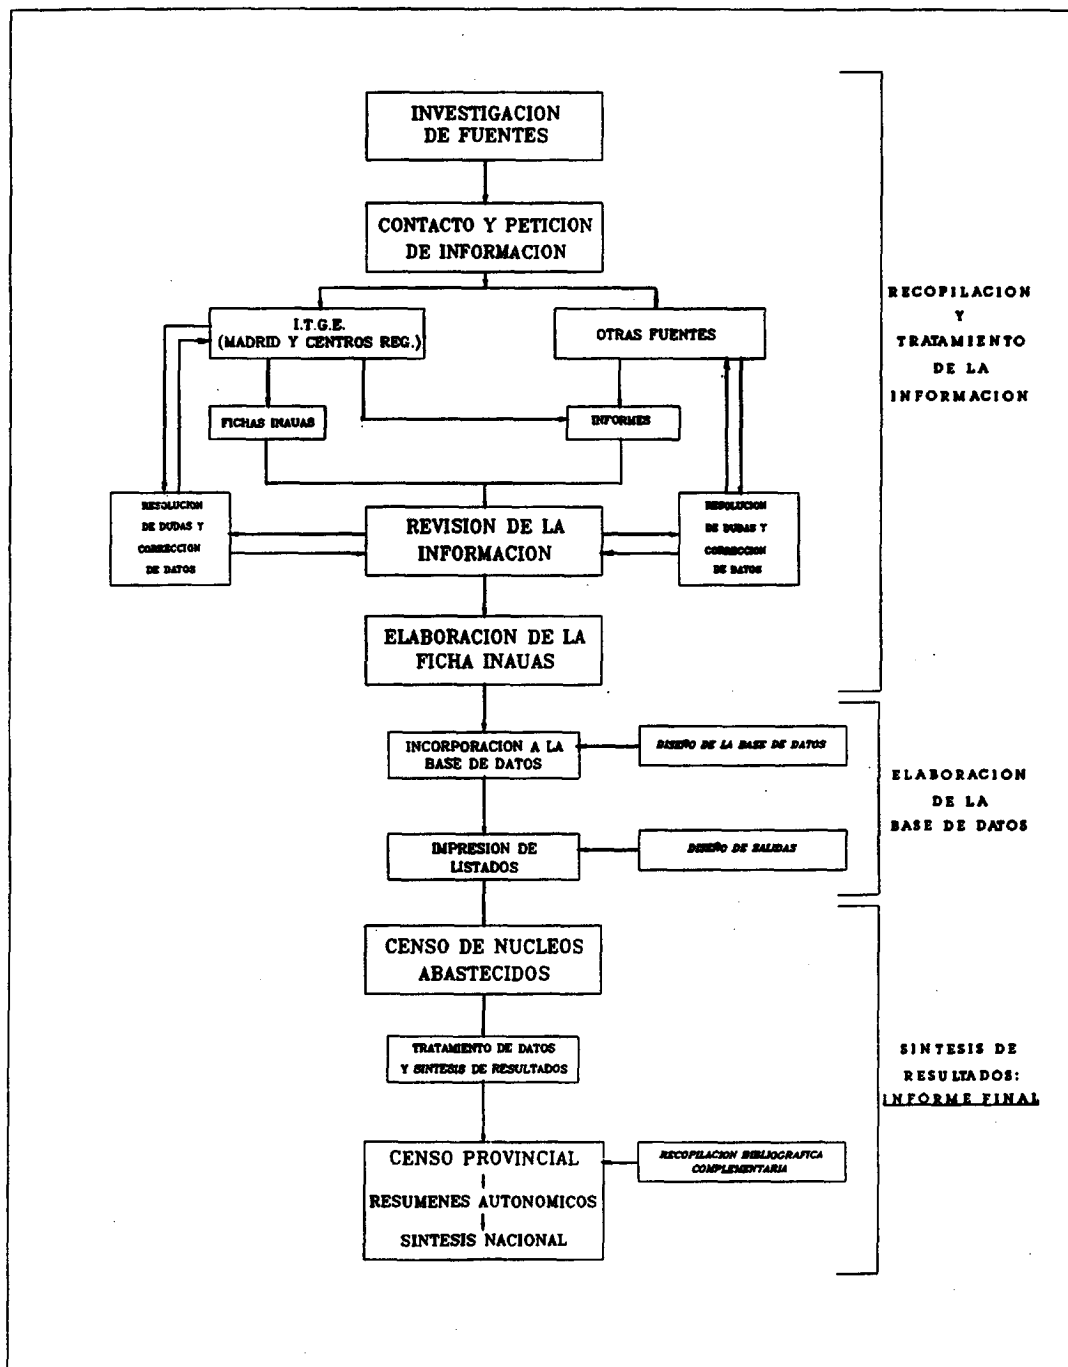 INVESTIGACION
DE FUENTES
CONTACTO Y PETICION
DE INFORMACION
I.T.G.E.
(MADRID Y CENTROS REG.)
OTRAS FUENTES
FICHAS INAUAS
INFORMES
RESOLUCION
DE DUDAS Y
CORRECCION
DE DATOS
REVISION DE LA
INFORMACION
RESOLUCION
DE DUDAS Y
CORRECCION
DE DATOS
ELABORACION DE LA
FICHA INAUAS
RECOPILACION
Y
TRATAMIENTO
DE LA
INFORMACION
INCORPORACION A LA
BASE DE DATOS
DISEÑO DE LA BASE DE DATOS
IMPRESION DE
LISTADOS
DISEÑO DE SALIDAS
ELABORACION
DE LA
BASE DE DATOS
CENSO DE NUCLEOS
ABASTECIDOS
TRATAMIENTO DE DATOS
Y SINTESIS DE RESULTADOS
CENSO PROVINCIAL
RESUMENES AUTONOMICOS
SINTESIS NACIONAL
RECOPILACION BIBLIOGRAFICA
COMPLEMENTARIA
SINTESIS DE
RESULTADOS:
INFORME FINAL